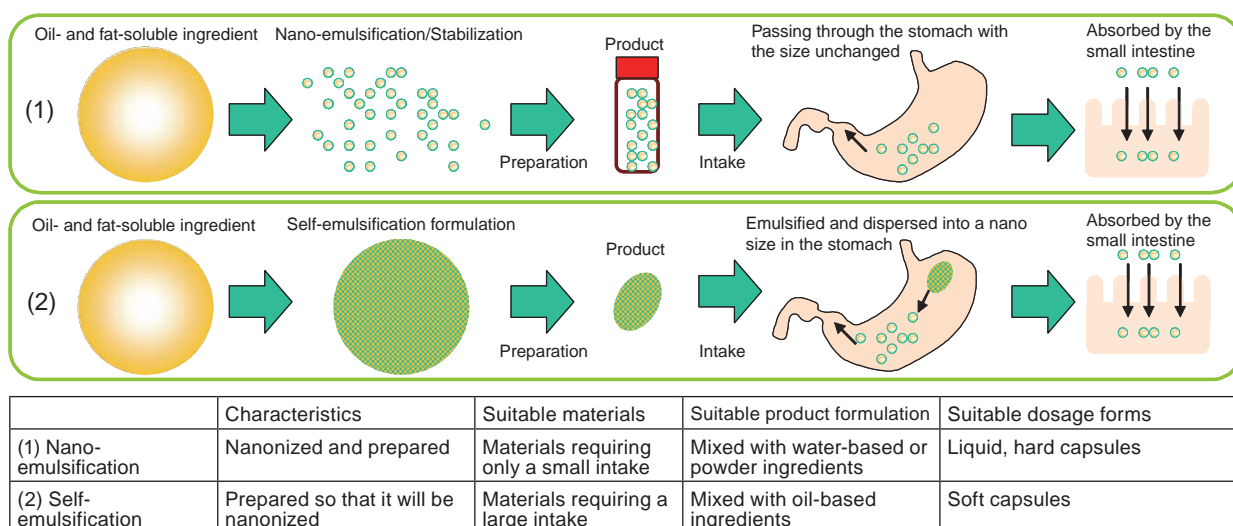 Oil- and fat-soluble ingredient
Nano-emulsification/Stabilization
Product
Passing through the stomach with
the size unchanged
Absorbed by the
small intestine
(1)
Preparation
Intake
Oil- and fat-soluble ingredient
Self-emulsification formulation
Product
Emulsified and dispersed into a nano
size in the stomach
Absorbed by the
small intestine
(2)
Preparation
Intake
Characteristics
Suitable materials
Suitable product formulation
Suitable dosage forms
(1) Nano-
emulsification
Nanonized and prepared
Materials requiring
only a small intake
Mixed with water-based or
powder ingredients
Liquid, hard capsules
(2) Self-
emulsification
Prepared so that it will be
nanonized
Materials requiring a
large intake
Mixed with oil-based
ingredients
Soft capsules